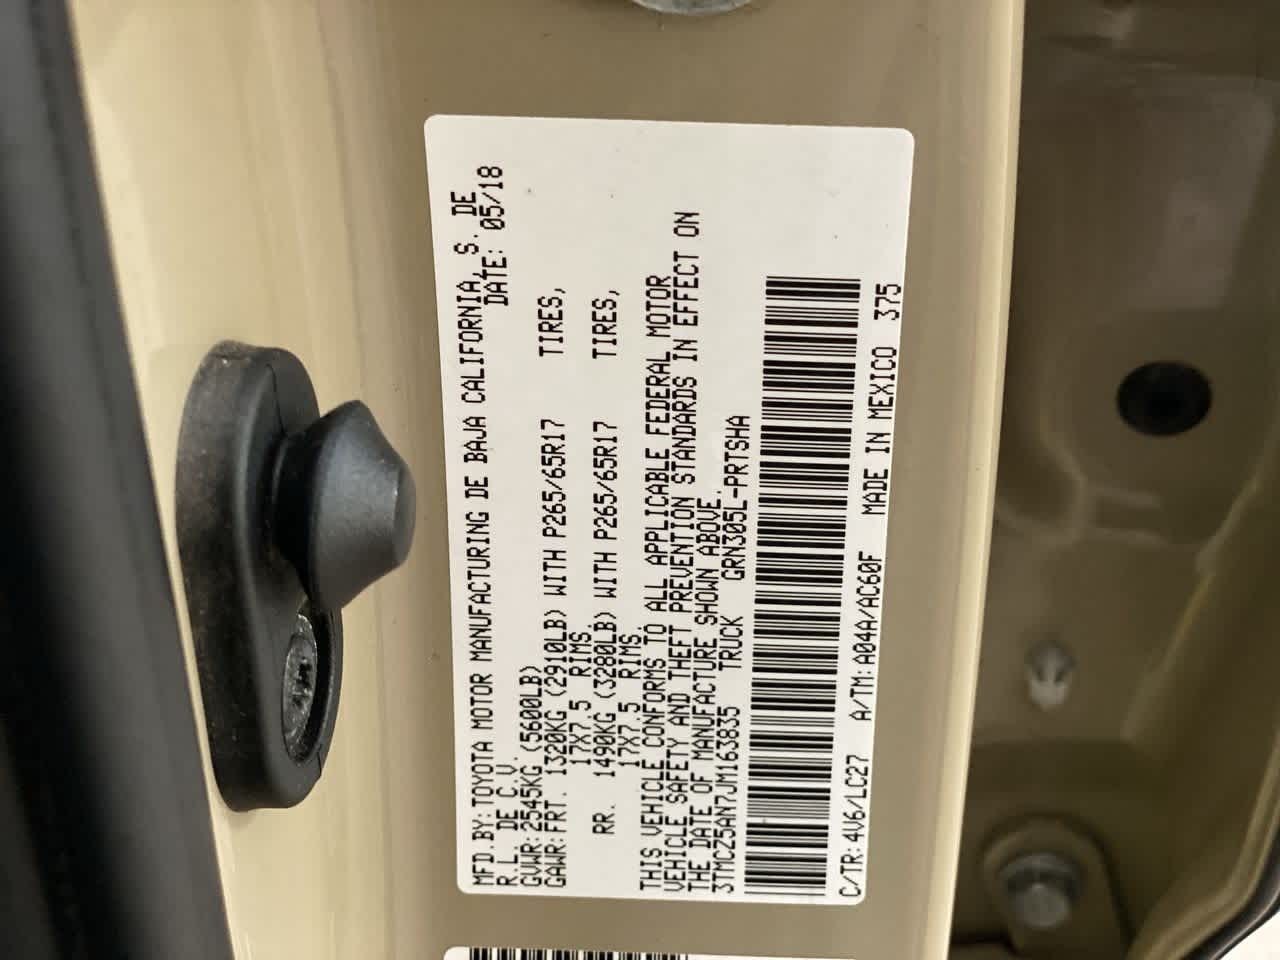 MFD.BY:TOYOTA MOTOR MANUFACTURING DE BAJA CALIFORNIA, S. DE
R.L. DE C.V. DATE: 05/18
GVWR:2545KG (5600LB)
GAWR:FRT. 1320KG (2910LB) WITH P265/65R17 TIRES,
17X7.5 RIMS.
RR. 1490KG (3280LB) WITH P265/65R17 TIRES,
17X7.5 RIMS.
THIS VEHICLE CONFORMS TO ALL APPLICABLE FEDERAL MOTOR
VEHICLE SAFETY AND THEFT PREVENTION STANDARDS IN EFFECT ON
THE DATE OF MANUFACTURE SHOWN ABOVE.
3TMCZ5AN7JM163835 TRUCK GRN305L-PRTSHA
C/TR:4V6/LC27 A/TM:A04A/AC60F MADE IN MEXICO 375